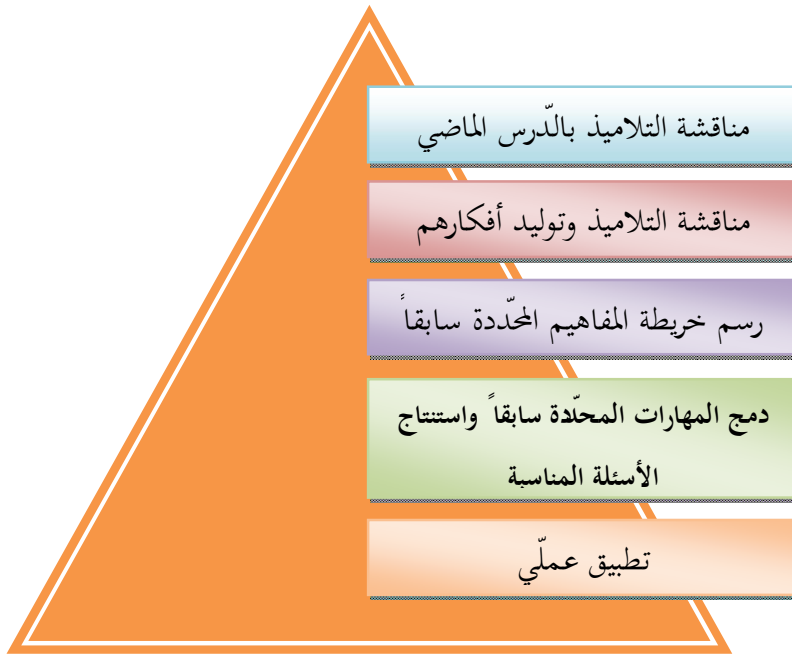 مناقشة التلاميذ بالدّرس الماضي
مناقشة التلاميذ وتوليد أفكارهم
رسم خريطة المفاهيم المحدّدة سابقاً
دمج المهارات المحدّدة سابقاً واستنتاج
الأسئلة المناسبة
تطبيق عملّي